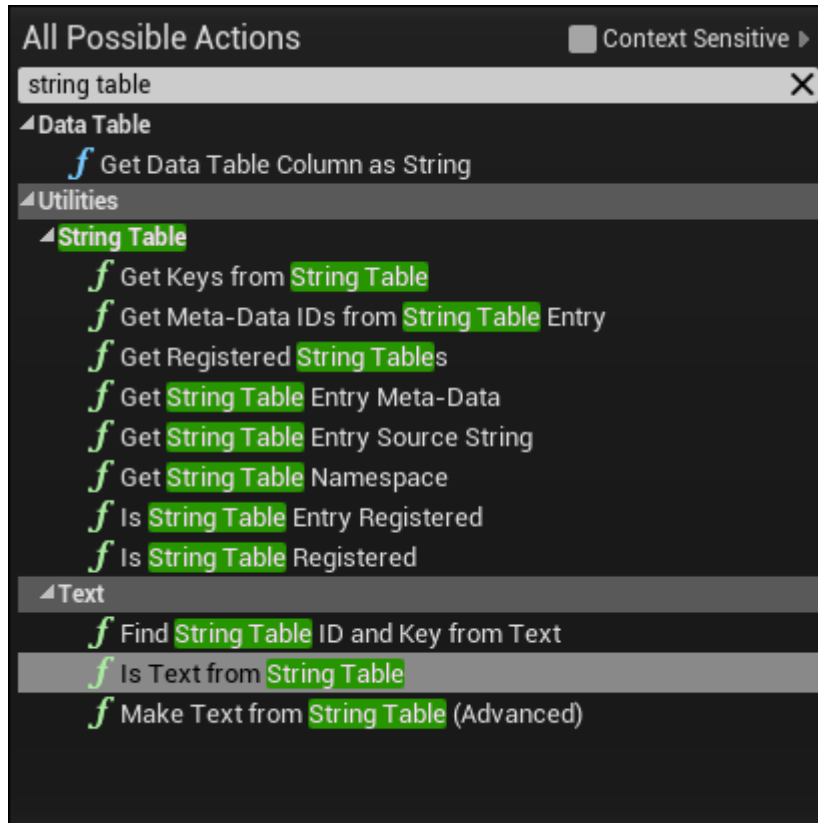 All Possible Actions Context Sensitive
string table
Data Table
f Get Data Table Column as String
Utilities
String Table
f Get Keys from String Table
f Get Meta-Data IDs from String Table Entry
f Get Registered String Tables
f Get String Table Entry Meta-Data
f Get String Table Entry Source String
f Get String Table Namespace
f Is String Table Entry Registered
f Is String Table Registered
Text
f Find String Table ID and Key from Text
f Is Text from String Table
f Make Text from String Table (Advanced)